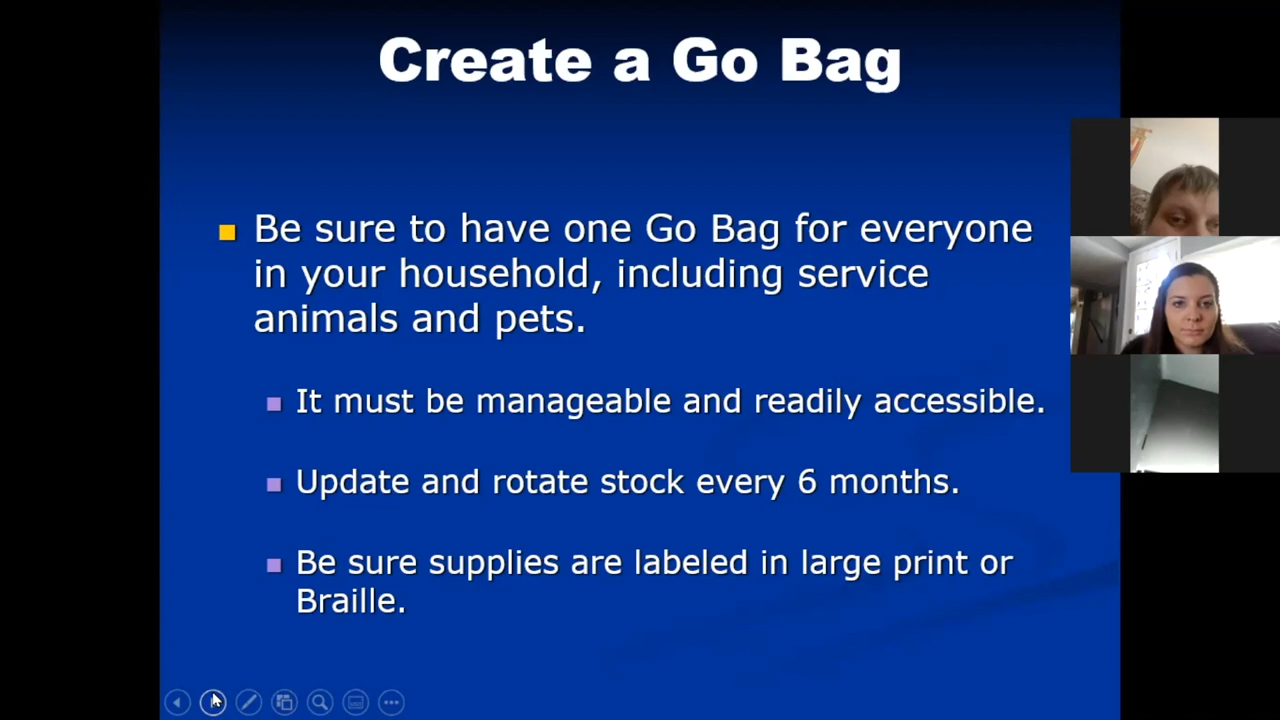 Create a Go Bag
Be sure to have one Go Bag for everyone
in your household, including service
animals and pets.
It must be manageable and readily accessible.
Update and rotate stock every 6 months.
Be sure supplies are labeled in large print or
Braille.